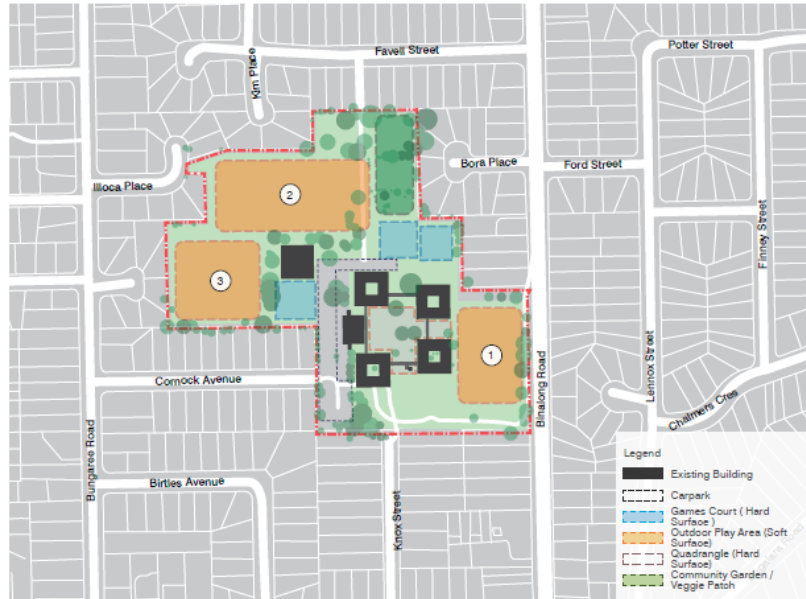 Favell Street
Potter Street
Kim Place
Bora Place
Ford Street
Illoca Place
2
3
1
Finney Street
Binalong Road
Lennox Street
Cornock Avenue
Chalmers Cres
Bungaree Road
Birtles Avenue
Knox Street
Legend
Existing Building
Carpark
Games Court ( Hard
Surface )
Outdoor Play Area (Soft
Surface)
Quadrangle (Hard
Surface)
Community Garden /
Veggie Patch